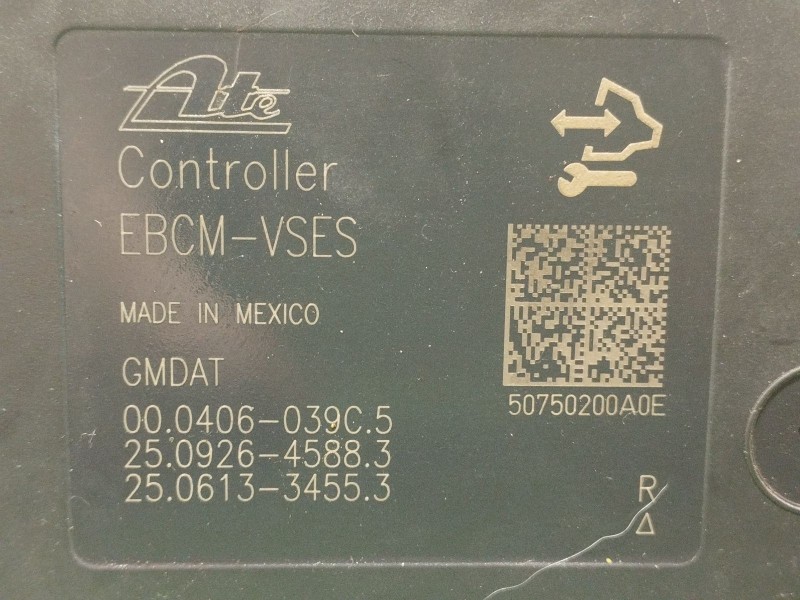 Ate
Controller
EBCM-VSES
MADE IN MEXICO
GMDAT
00.0406-039C.5
25.0926-4588.3
25.0613-3455.3
50750200A0E
R
Δ